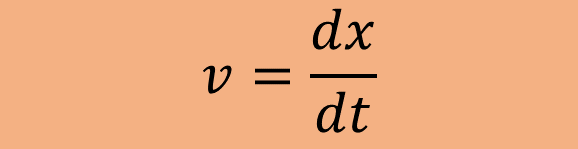 v = dx/dt